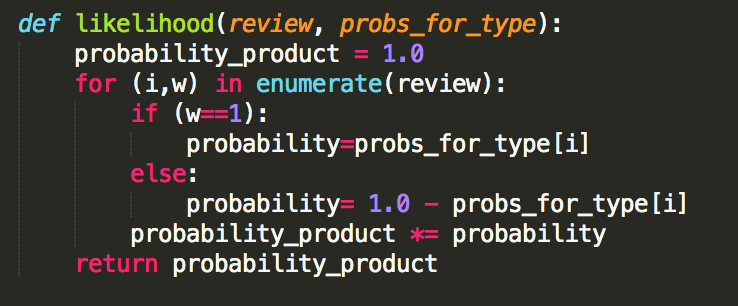 def likelihood(review, probs_for_type):
    probability_product = 1.0
    for (i,w) in enumerate(review):
        if (w==1):
            probability=probs_for_type[i]
        else:
            probability= 1.0 - probs_for_type[i]
        probability_product *= probability
    return probability_product